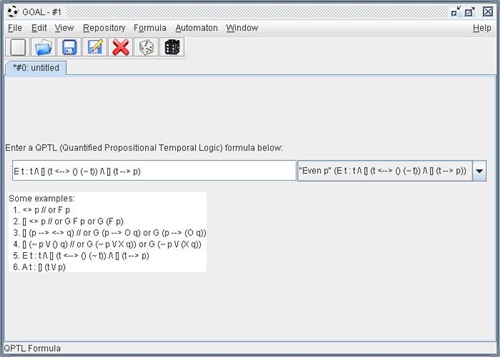 GOAL - #1
File Edit View Repository Formula Automaton Window Help
*#0: untitled
Enter a QPTL (Quantified Propositional Temporal Logic) formula below:
E t : t /\ [] (t <--> () (~ t)) /\ [] (t --> p) "Even p" (E t : t /\ [] (t <--> () (~ t)) /\ [] (t --> p))
Some examples:
1. <> p // or F p
2. [] <> p // or G F p or G (F p)
3. [] (p --> <-> q) // or G (p --> O q) or G (p --> (O q))
4. [] (~ p \/ () q) // or G (~ p \/ X q)) or G (~ p \/ (X q))
5. E t : t /\ [] (t <--> () (~ t)) /\ [] (t --> p)
6. A t : [] (t \/ p)
QPTL Formula